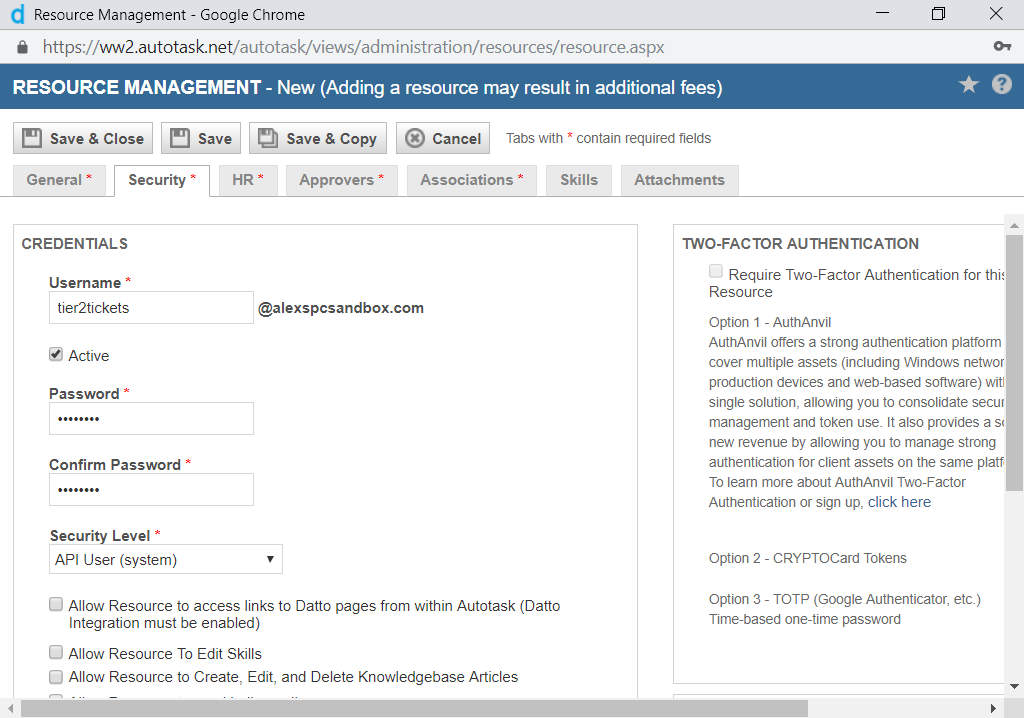 Resource Management - Google Chrome
https://ww2.autotask.net/autotask/views/administration/resources/resource.aspx
RESOURCE MANAGEMENT - New (Adding a resource may result in additional fees)
Save & Close
Save
Save & Copy
Cancel
Tabs with * contain required fields
General *
Security *
HR *
Approvers *
Associations *
Skills
Attachments
CREDENTIALS
Username *
tier2tickets
@alexspcsandbox.com
Active
Password *
••••••••
Confirm Password *
••••••••
Security Level *
API User (system)
Allow Resource to access links to Datto pages from within Autotask (Datto
Integration must be enabled)
Allow Resource To Edit Skills
Allow Resource to Create, Edit, and Delete Knowledgebase Articles
TWO-FACTOR AUTHENTICATION
Require Two-Factor Authentication for this
Resource
Option 1 - AuthAnvil
AuthAnvil offers a strong authentication platform
cover multiple assets (including Windows networ
production devices and web-based software) wit
single solution, allowing you to consolidate secur
management and token use. It also provides a so
new revenue by allowing you to manage strong
authentication for client assets on the same platf
To learn more about AuthAnvil Two-Factor
Authentication or sign up, click here
Option 2 - CRYPTOCard Tokens
Option 3 - TOTP (Google Authenticator, etc.)
Time-based one-time password